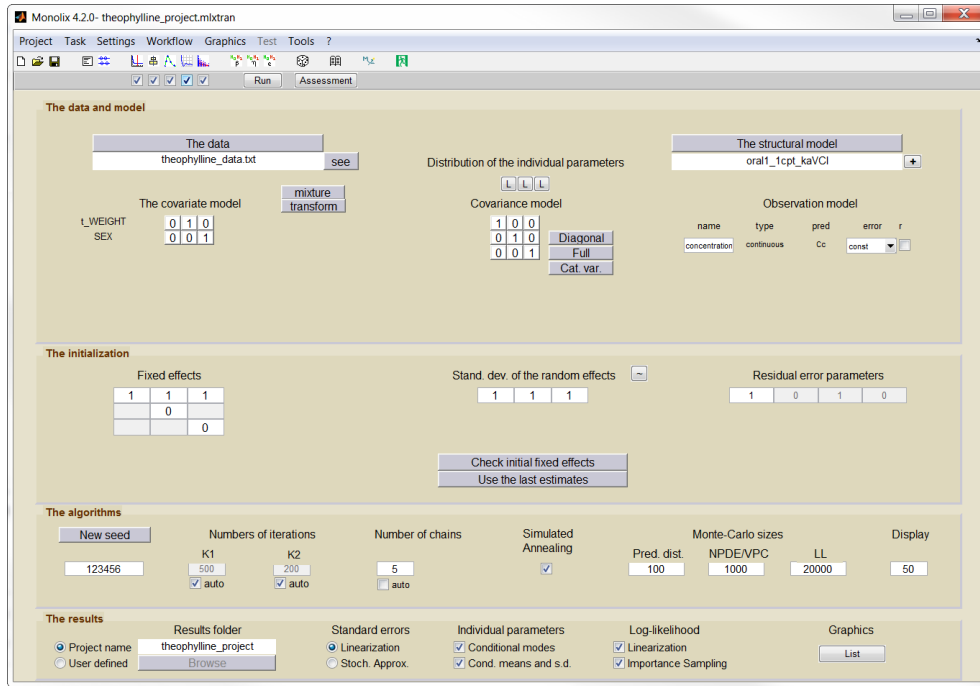 Monolix 4.2.0- theophylline_project.mlxtran
Project Task Settings Workflow Graphics Test Tools ?
Run Assessment
The data and model
The data
theophylline_data.txt see
Distribution of the individual parameters
L L L
The structural model
oral1_1cpt_kaVCl +
mixture
transform
The covariate model
t_WEIGHT 0 1 0
SEX 0 0 1
Covariance model
1 0 0
0 1 0 Diagonal
0 0 1 Full
Cat. var.
Observation model
name type pred error r
concentration continuous Cc const
The initialization
Fixed effects
1 1 1
0
0
Stand. dev. of the random effects ~
1 1 1
Residual error parameters
1 0 1 0
Check initial fixed effects
Use the last estimates
The algorithms
New seed
123456
Numbers of iterations
K1 K2
500 200
auto auto
Number of chains
5
auto
Simulated
Annealing
Monte-Carlo sizes
Pred. dist. NPDE/VPC LL
100 1000 20000
Display
50
The results
Results folder
Project name theophylline_project
User defined Browse
Standard errors
Linearization
Stoch. Approx.
Individual parameters
Conditional modes
Cond. means and s.d.
Log-likelihood
Linearization
Importance Sampling
Graphics
List